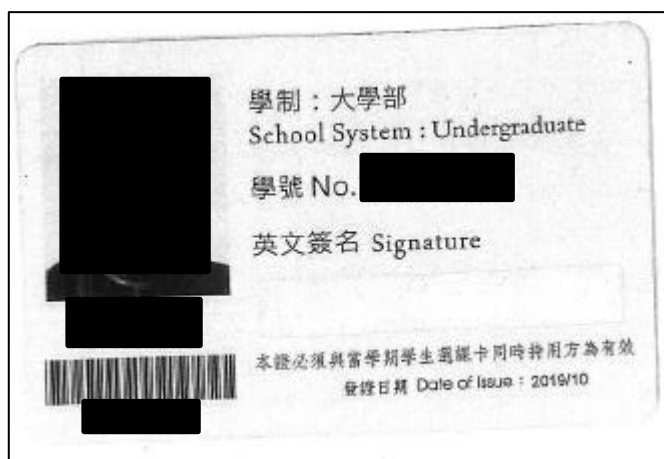 學制：大學部
School System : Undergraduate
學號 No.
英文簽名 Signature
本證必須與當學期學生選課卡同時持用方為有效
發證日期 Date of Issue : 2019/10